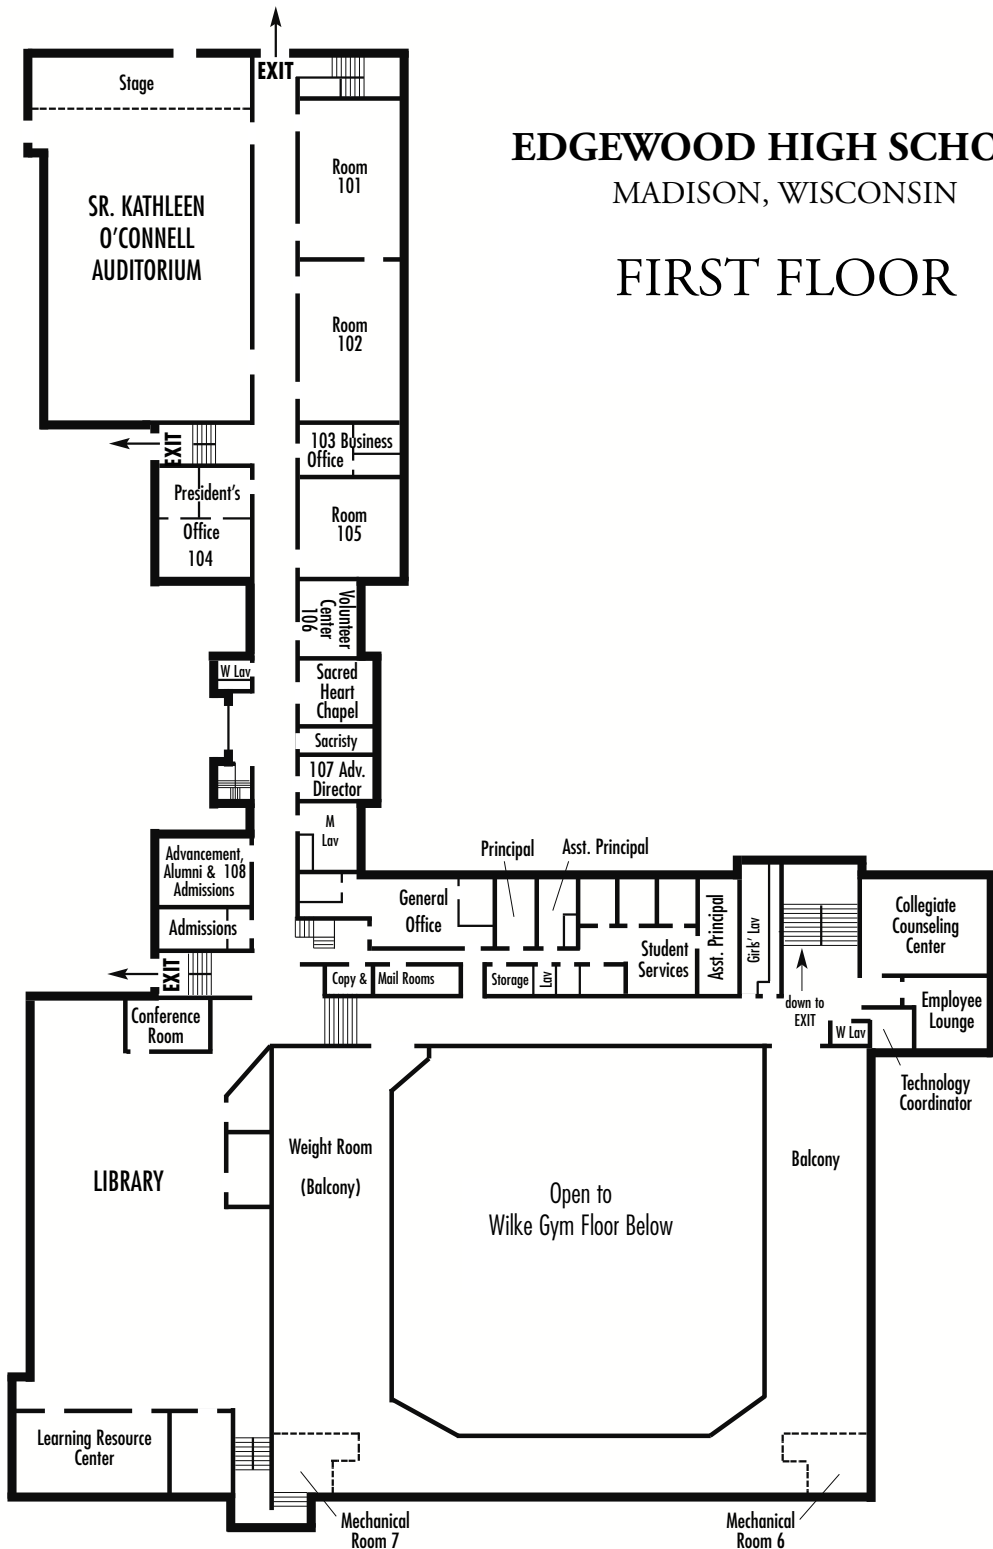 EXIT
Stage
EDGEWOOD HIGH SCHO
MADISON, WISCONSIN
FIRST FLOOR
Room
101
SR. KATHLEEN
O'CONNELL
AUDITORIUM
Room
102
EXIT
103 Business
Office
President's
Office
104
Room
105
Volunteer
Center
106
W Lav
Sacred
Heart
Chapel
Sacristy
107 Adv.
Director
M
Lav
Advancement,
Alumni & 108
Admissions
Admissions
EXIT
Principal
Asst. Principal
General
Office
Student
Services
Asst. Principal
Girls' Lav
Collegiate
Counseling
Center
Copy & Mail Rooms
Storage
Lav
down to
EXIT
Employee
Lounge
W Lav
Technology
Coordinator
Conference
Room
Weight Room
(Balcony)
Balcony
LIBRARY
Open to
Wilke Gym Floor Below
Learning Resource
Center
Mechanical
Room 7
Mechanical
Room 6